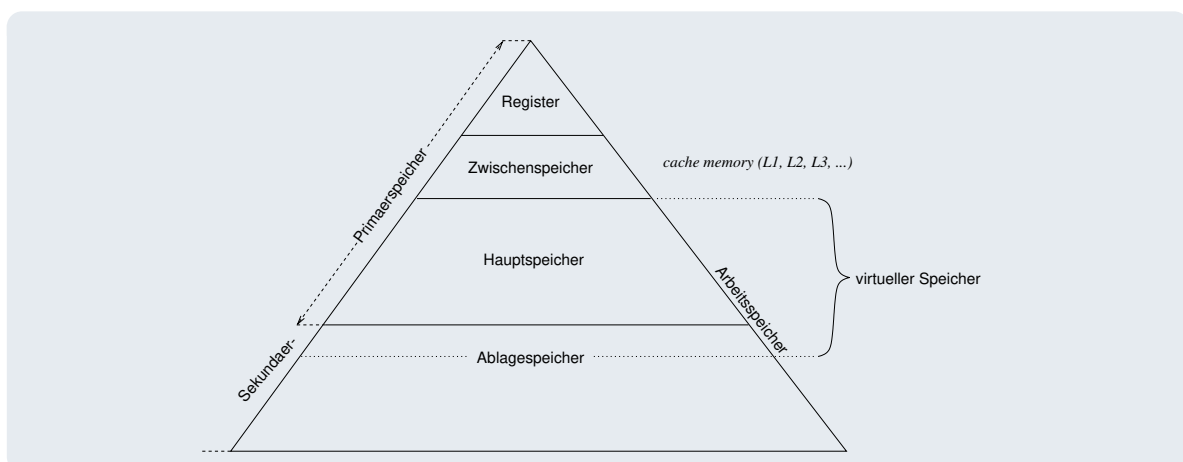 Register
Zwischenspeicher
cache memory (L1, L2, L3, ...)
Primaerspeicher
Hauptspeicher
Arbeitsspeicher
virtueller Speicher
Ablagespeicher
Sekundaer-